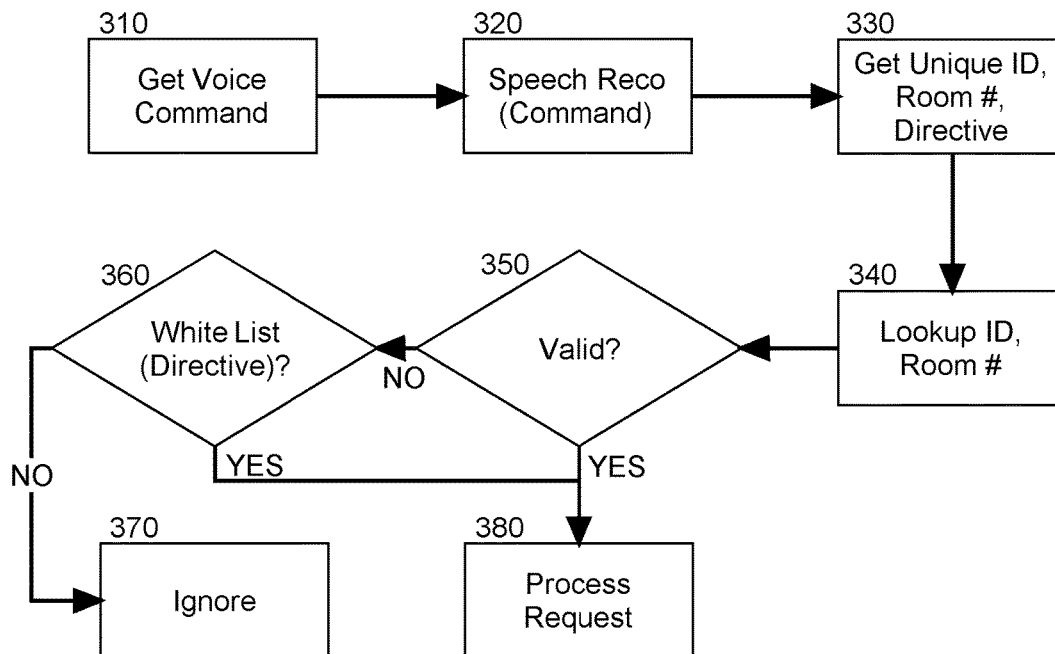 310
Get Voice
Command
320
Speech Reco
(Command)
330
Get Unique ID,
Room #,
Directive
340
Lookup ID,
Room #
350
Valid?
NO
YES
360
White List
(Directive)?
YES
NO
370
Ignore
380
Process
Request